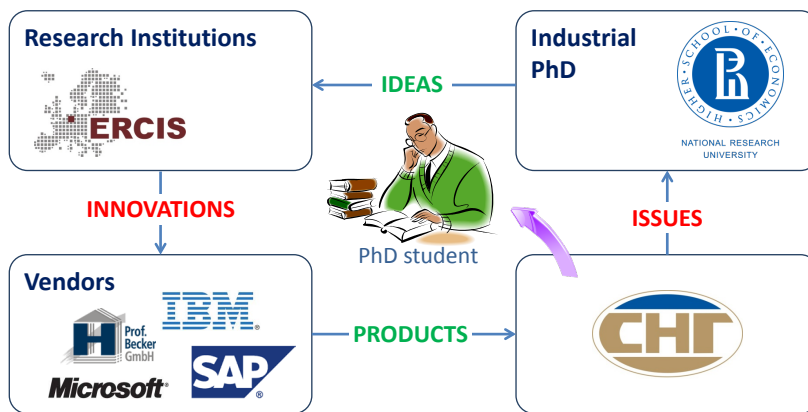 Research Institutions
ERCIS
IDEAS
Industrial
PhD
HIGHER • SCHOOL • OF • ECONOMICS •
NATIONAL RESEARCH
UNIVERSITY
INNOVATIONS
PhD student
ISSUES
Vendors
IBM®
H
Prof.
Becker
GmbH
Microsoft®
SAP®
PRODUCTS
СНГ